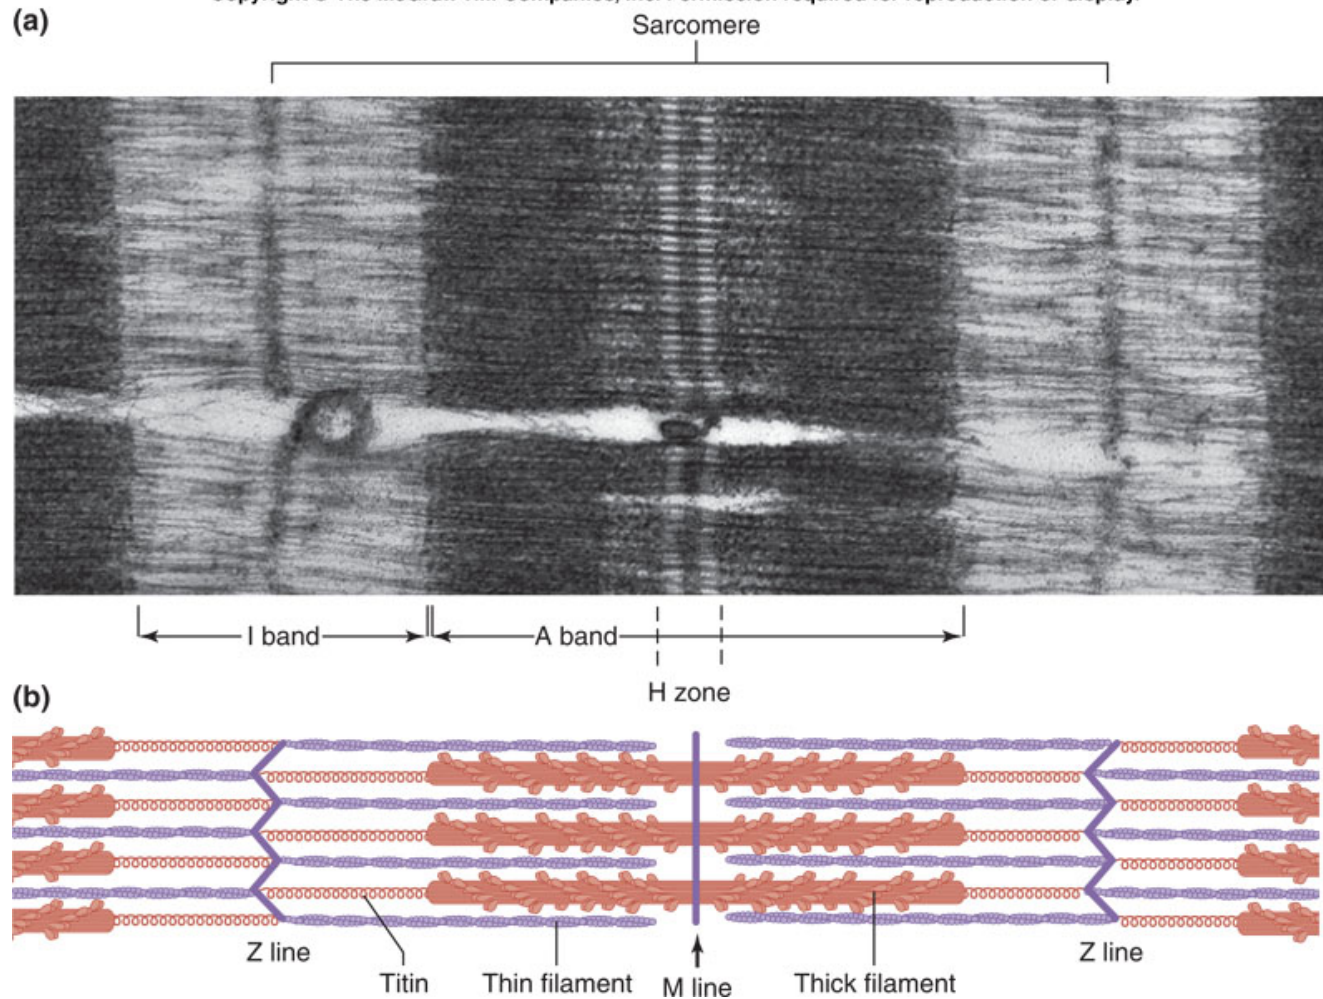 (a)
Sarcomere
I band
A band
H zone
(b)
Z line
Titin
Thin filament
M line
Thick filament
Z line